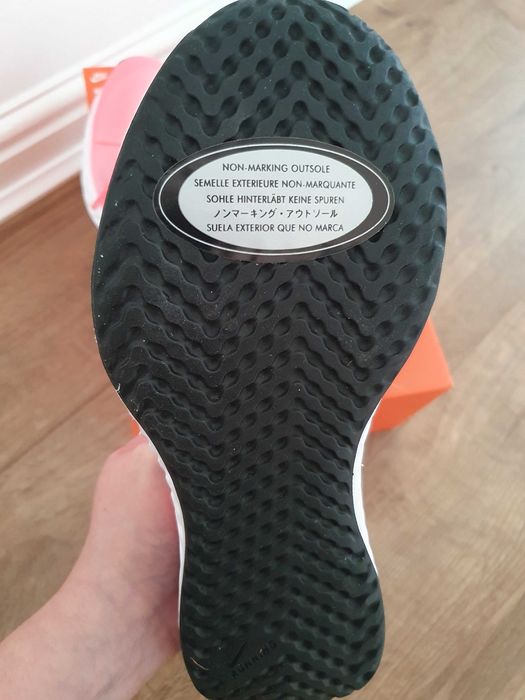 NON-MARKING OUTSOLE
SEMELLE EXTERIEURE NON-MARQUANTE
SOHLE HINTERLÄBT KEINE SPUREN
ノンマーキング・アウトソール
SUELA EXTERIOR QUE NO MARCA
RUNNING